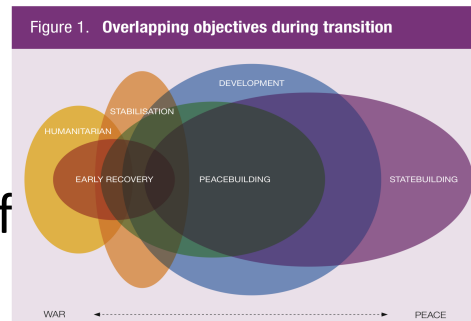 Figure 1. Overlapping objectives during transition
DEVELOPMENT
STABILISATION
HUMANITARIAN
EARLY RECOVERY PEACEBUILDING STATEBUILDING
f
WAR PEACE